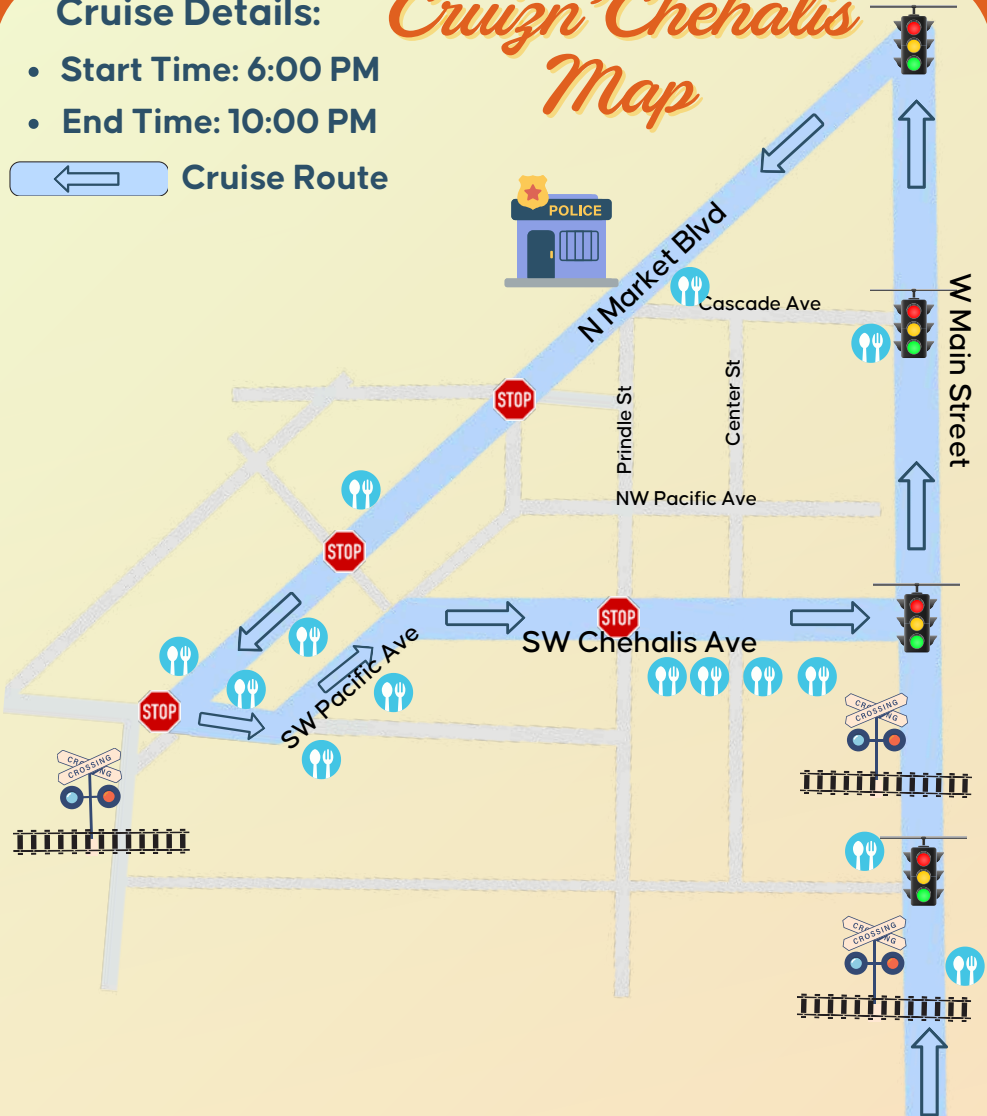 Cruise Details:
Cruizn' Chehalis
Map
• Start Time: 6:00 PM
• End Time: 10:00 PM
Cruise Route
POLICE
N Market Blvd
Cascade Ave
W Main Street
STOP
Prindle St
Center St
NW Pacific Ave
STOP
STOP
SW Chehalis Ave
SW Pacific Ave
STOP
CROSSING
CROSSING
CROSSING
CROSSING
CROSSING
CROSSING